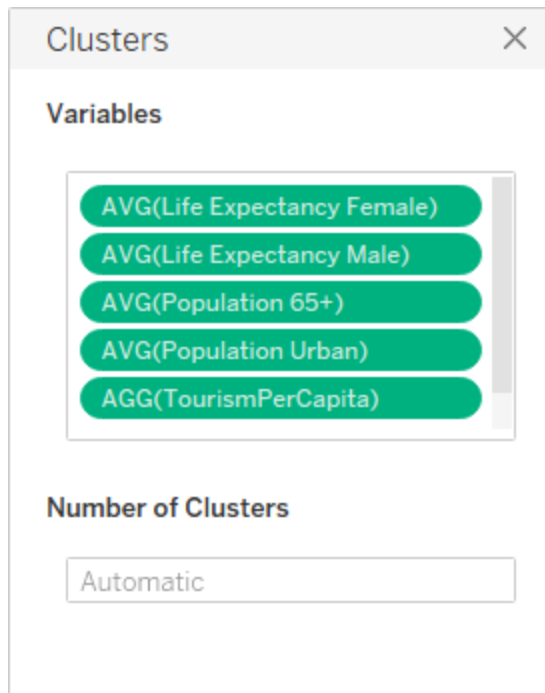 Clusters
Variables
AVG(Life Expectancy Female)
AVG(Life Expectancy Male)
AVG(Population 65+)
AVG(Population Urban)
AGG(TourismPerCapita)
Number of Clusters
Automatic